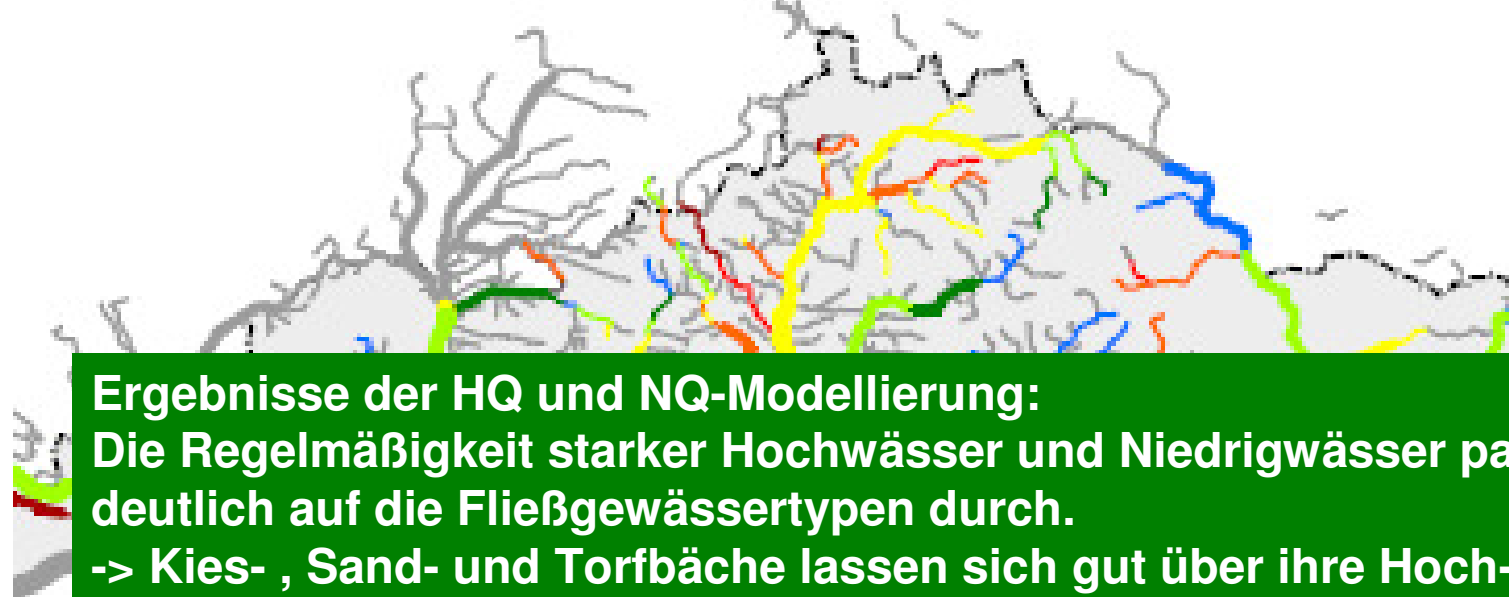 Ergebnisse der HQ und NQ-Modellierung:
Die Regelmäßigkeit starker Hochwässer und Niedrigwässer pa
deutlich auf die Fließgewässertypen durch.
-> Kies- , Sand- und Torfbäche lassen sich gut über ihre Hoch-